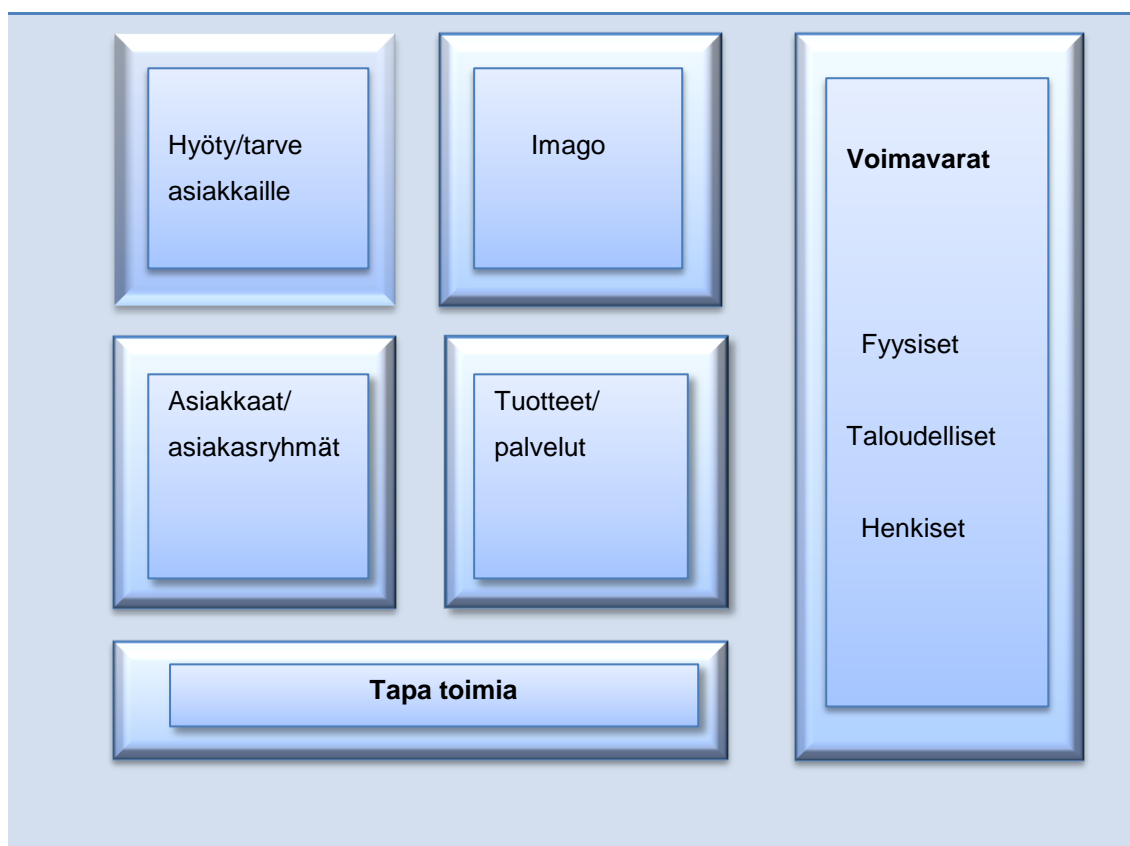 Hyöty/tarve
asiakkaille
Imago
Asiakkaat/
asiakasryhmät
Tuotteet/
palvelut
Tapa toimia
Voimavarat
Fyysiset
Taloudelliset
Henkiset